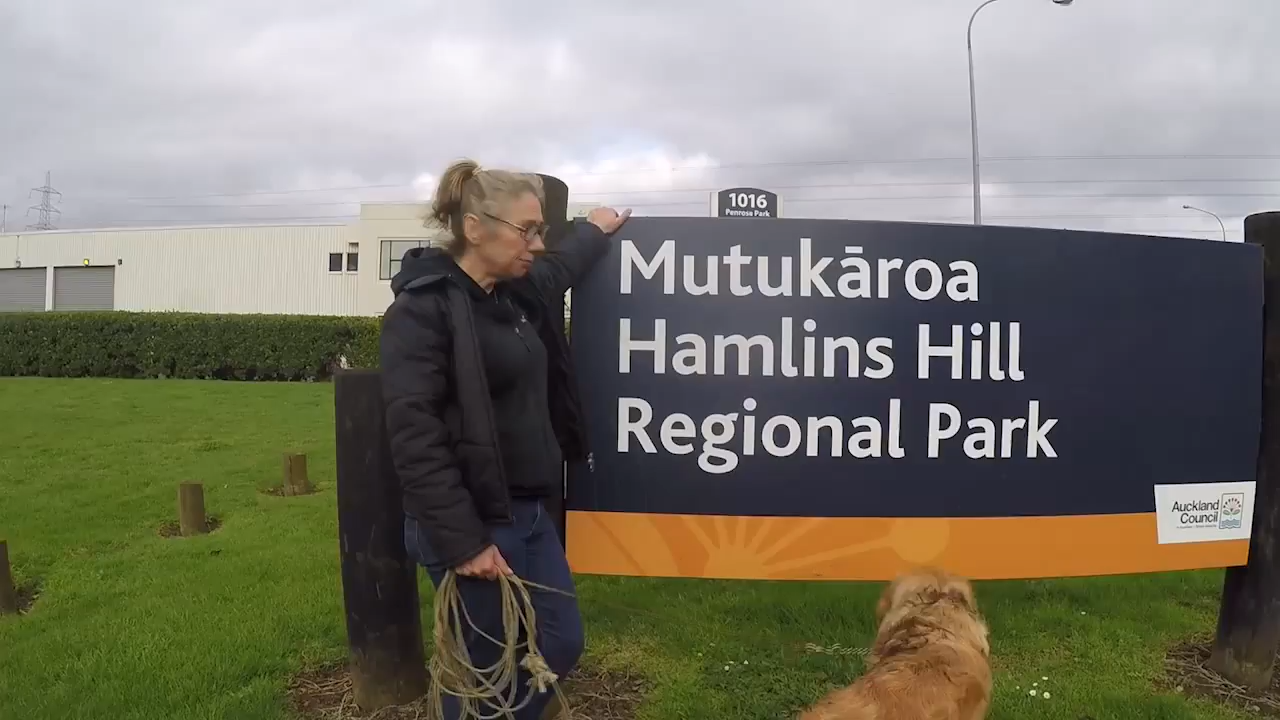 1016
Penrose Park
Mutukāroa
Hamlins Hill
Regional Park
Auckland
Council